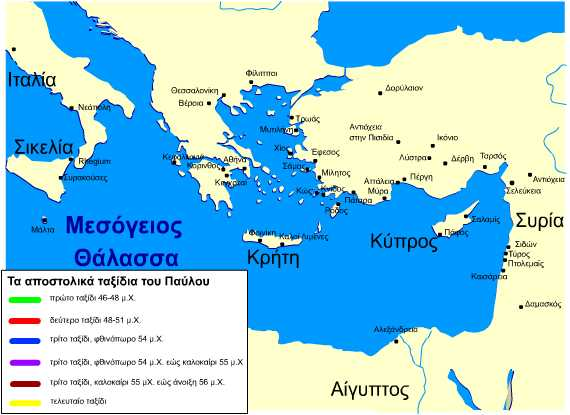 Φίλιπποι
Ιταλία
Θεσσαλονίκη
Δορύλαιον
Βέροια
Νεάπολη
Τρωάς
Μυτιλήνη
Αντιόχεια
στην Πισιδία
Ικόνιο
Σικελία
Χίος
Έφεσος
Λύστρα
Δέρβη
Ταρσός
Rhegium
Κεφαλλονιά
Αθήνα
Κόρινθος
Σάμος
Μίλητος
Συρακούσες
Κεγχρεαί
Αττάλεια
Πέργη
Αντιόχεια
Σελεύκεια
Κως
Κνίδος
Μύρα
Πάταρα
Ρόδος
Μάλτα
Μεσόγειος
Θάλασσα
Φοινίκη
Καλοί Λιμένες
Κρήτη
Κύπρος
Σαλαμίς
Πάφος
Συρία
Σιδών
Τύρος
Πτολεμαΐς
Καισάρεια
Δαμασκός
Αλεξάνδρεια
Αίγυπτος
Τα αποστολικά ταξίδια του Παύλου
πρώτο ταξίδι 46-48 μ.Χ.
δεύτερο ταξίδι 48-51 μ.Χ.
τρίτο ταξίδι, φθινόπωρο 54 μ.Χ.
τρίτο ταξίδι, φθινόπωρο 54 μ.Χ. εώς καλοκαίρι 55 μ.Χ
τρίτο ταξίδι, καλοκαίρι 55 μΧ. εώς άνοιξη 56 μ.Χ.
τελευταίο ταξίδι